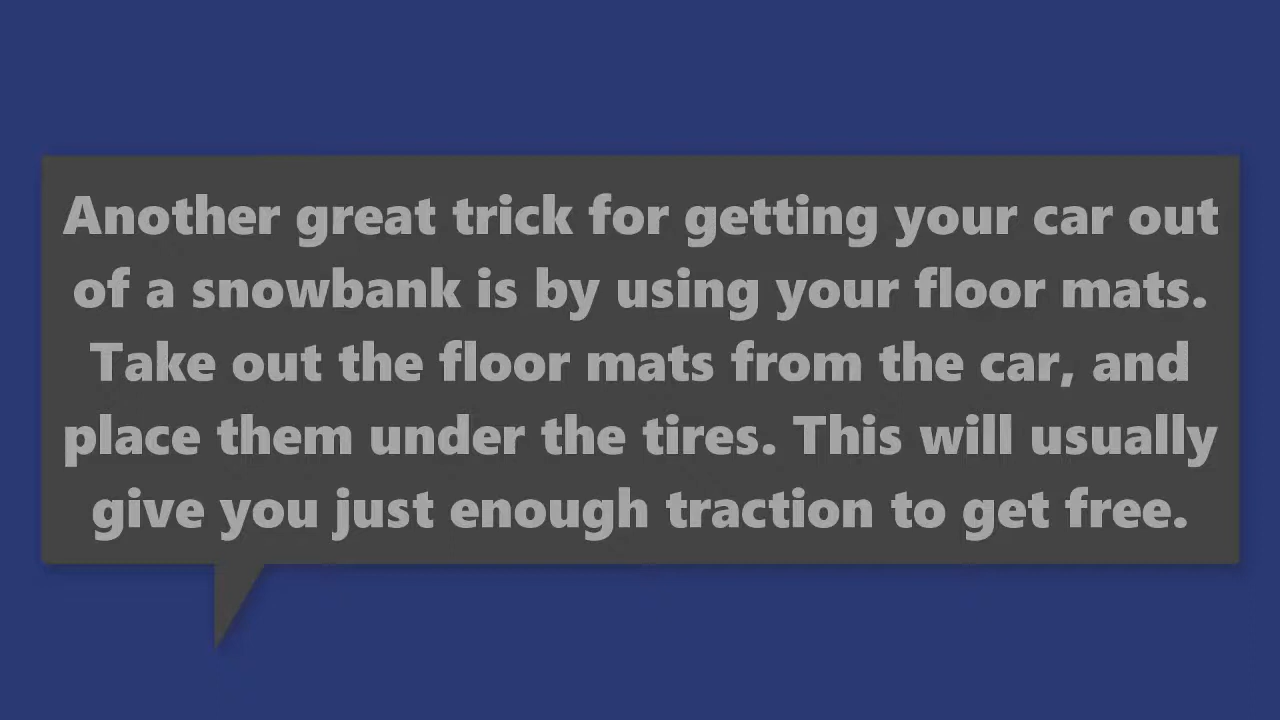 Another great trick for getting your car out
of a snowbank is by using your floor mats.
Take out the floor mats from the car, and
place them under the tires. This will usually
give you just enough traction to get free.